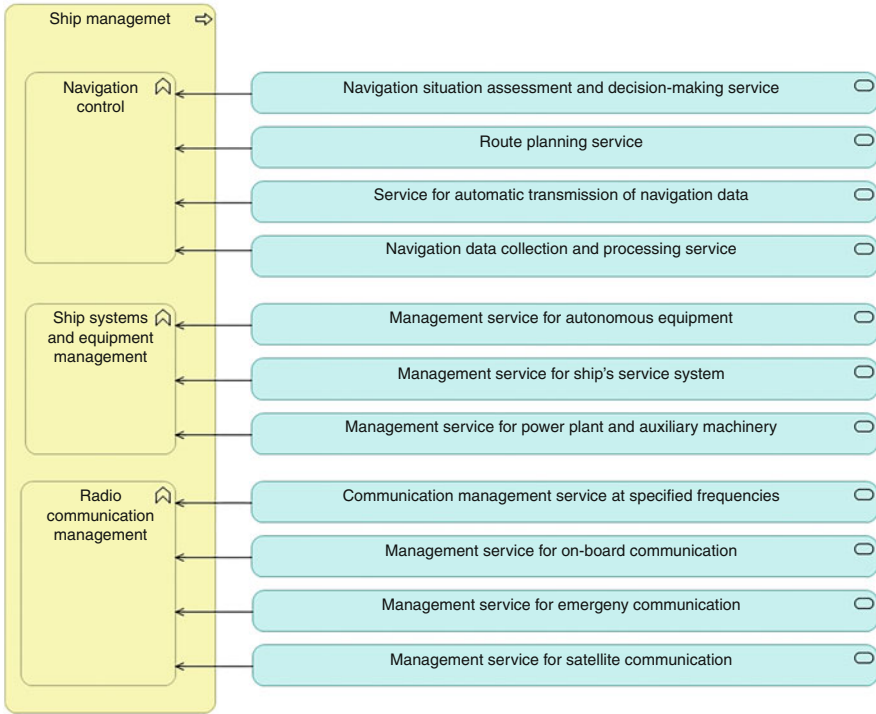 Ship managemet
Navigation
control
Navigation situation assessment and decision-making service
Route planning service
Service for automatic transmission of navigation data
Navigation data collection and processing service
Ship systems
and equipment
management
Management service for autonomous equipment
Management service for ship's service system
Management service for power plant and auxiliary machinery
Radio
communication
management
Communication management service at specified frequencies
Management service for on-board communication
Management service for emergeny communication
Management service for satellite communication